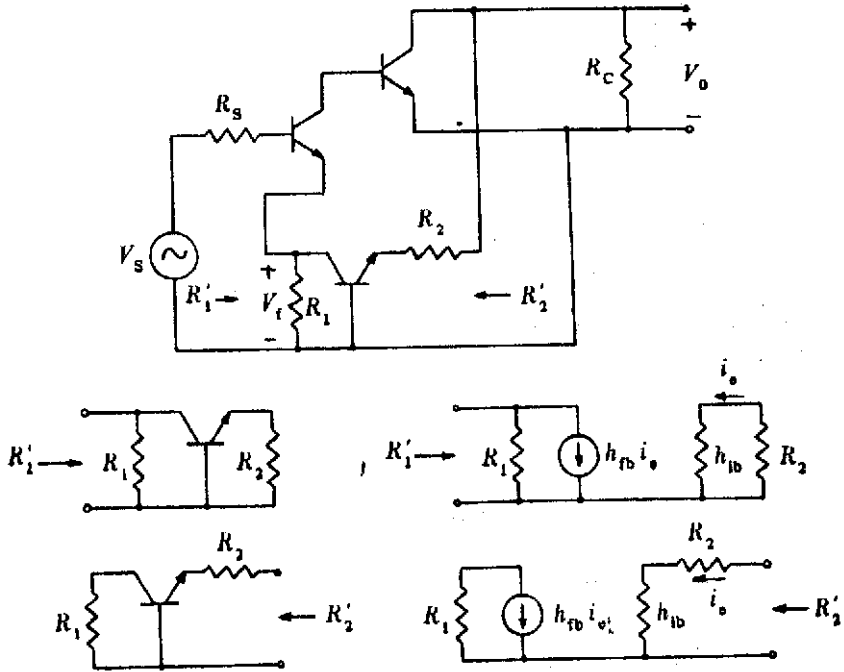 +
R_C
V_0
−
R_S
R_2
V_S
R'_1
+
V_f
R_1
−
R'_2
R'_1
R_1
R_2
,
R'_1
R_1
h_fb i_e
i_e
h_ib
R_2
R_1
R_2
R'_2
R_1
h_fb i_e
h_ib
R_2
i_e
R'_2